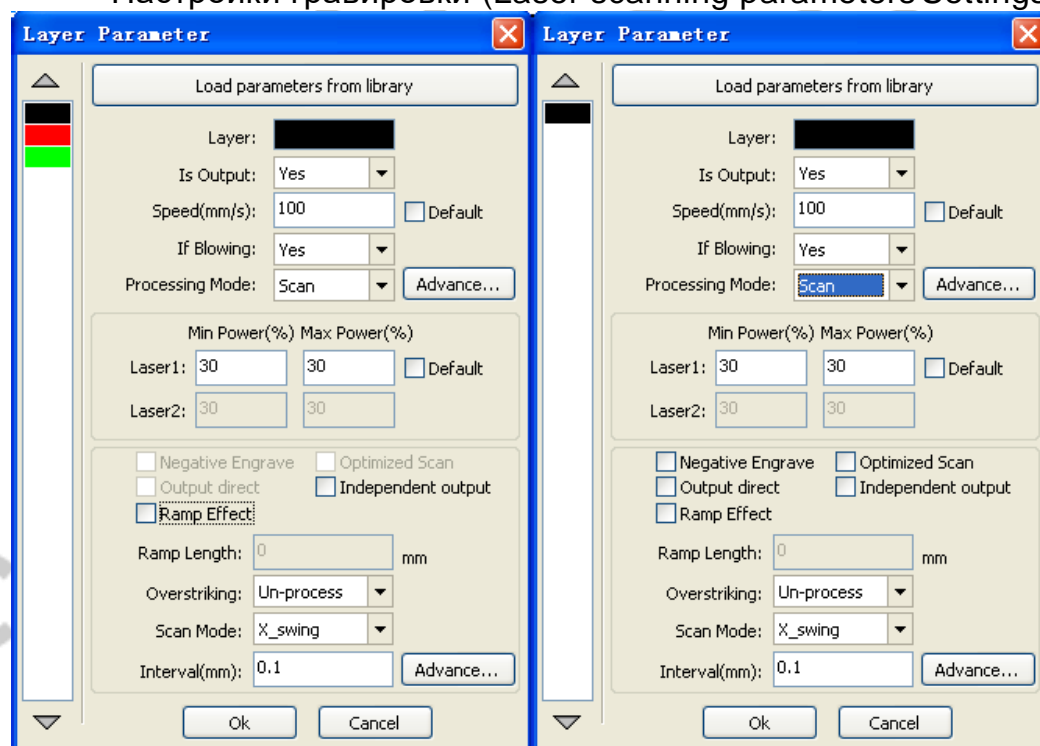 Настройки гравировки (Laser scanning parameters Settings
Layer Parameter
Load parameters from library
Layer:
Is Output: Yes
Speed(mm/s): 100 Default
If Blowing: Yes
Processing Mode: Scan Advance...
Min Power(%) Max Power(%)
Laser1: 30 30 Default
Laser2: 30 30
Negative Engrave Optimized Scan
Output direct Independent output
Ramp Effect
Ramp Length: 0 mm
Overstriking: Un-process
Scan Mode: X_swing
Interval(mm): 0.1 Advance...
Ok Cancel
Layer Parameter
Load parameters from library
Layer:
Is Output: Yes
Speed(mm/s): 100 Default
If Blowing: Yes
Processing Mode: Scan Advance...
Min Power(%) Max Power(%)
Laser1: 30 30 Default
Laser2: 30 30
Negative Engrave Optimized Scan
Output direct Independent output
Ramp Effect
Ramp Length: 0 mm
Overstriking: Un-process
Scan Mode: X_swing
Interval(mm): 0.1 Advance...
Ok Cancel